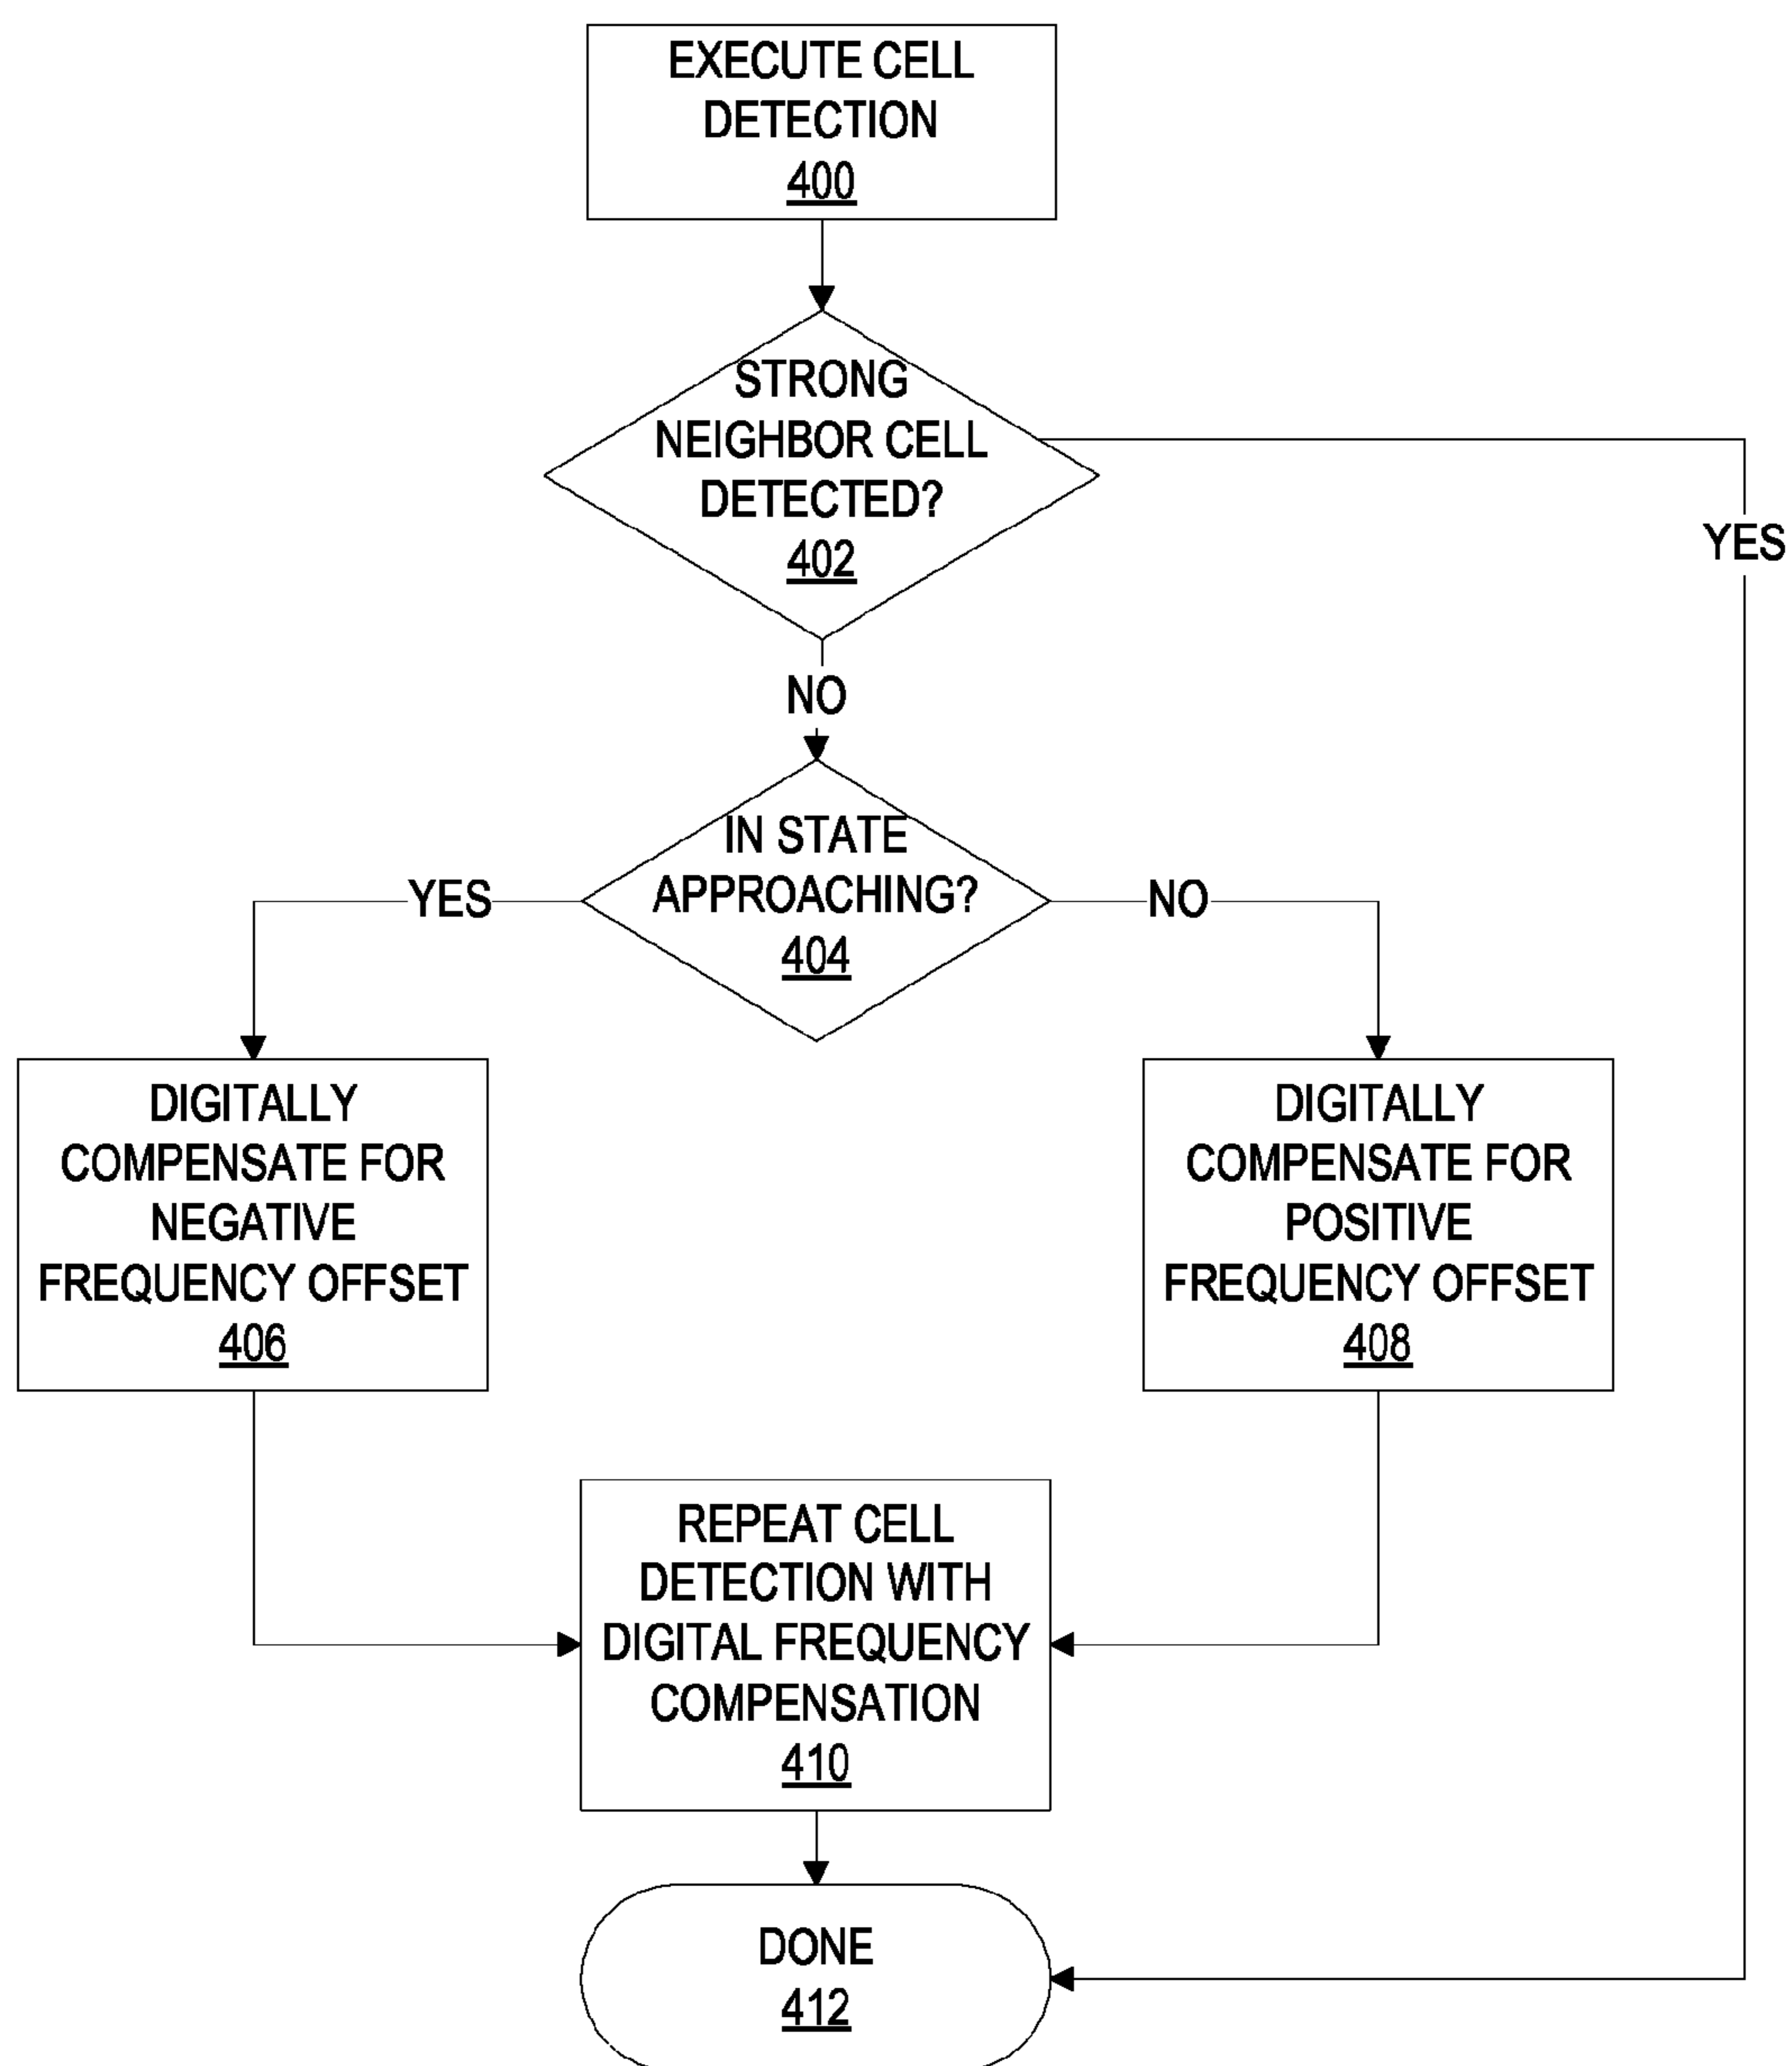 EXECUTE CELL
DETECTION
400
STRONG
NEIGHBOR CELL
DETECTED?
402
YES
NO
IN STATE
APPROACHING?
404
YES
NO
DIGITALLY
COMPENSATE FOR
NEGATIVE
FREQUENCY OFFSET
406
DIGITALLY
COMPENSATE FOR
POSITIVE
FREQUENCY OFFSET
408
REPEAT CELL
DETECTION WITH
DIGITAL FREQUENCY
COMPENSATION
410
DONE
412